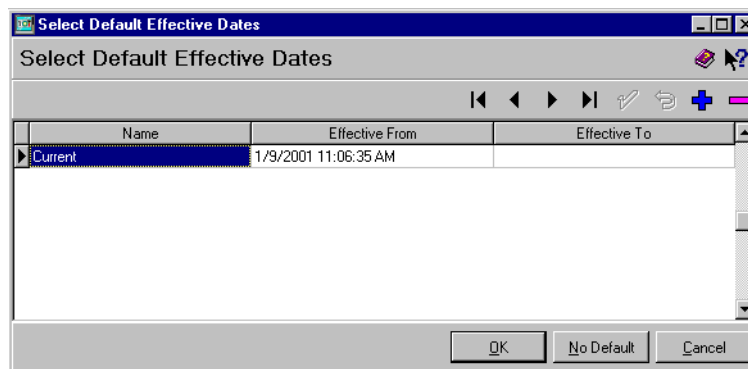 Select Default Effective Dates
Select Default Effective Dates
Name Effective From Effective To
Current 1/9/2001 11:06:35 AM
OK No Default Cancel